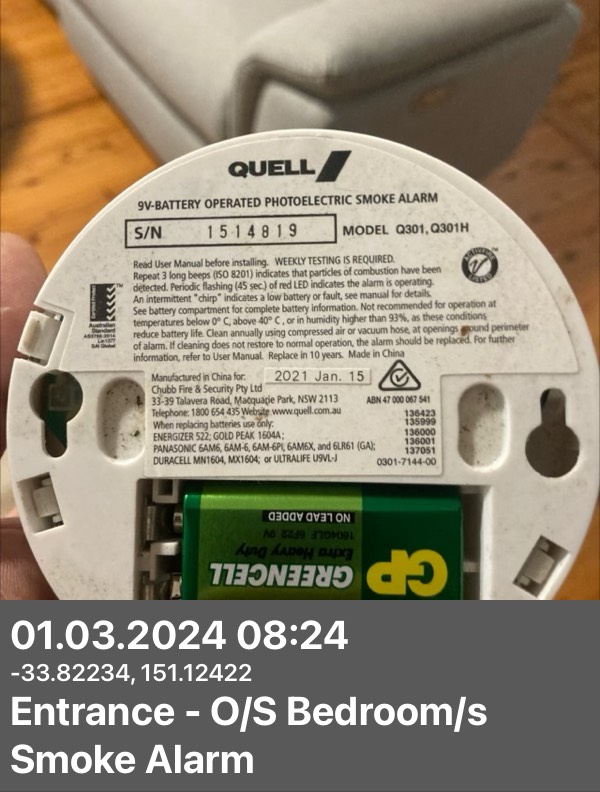 QUELL
9V-BATTERY OPERATED PHOTOELECTRIC SMOKE ALARM
S/N 1514819 MODEL Q301, Q301H
Read User Manual before installing. WEEKLY TESTING IS REQUIRED.
Repeat 3 long beeps (ISO 8201) indicates that particles of combustion have been
detected. Periodic flashing (45 sec.) of red LED indicates the alarm is operating.
An intermittent "chirp" indicates a low battery or fault, see manual for details.
See battery compartment for complete battery information. Not recommended for operation at
temperatures below 0° C, above 40° C , or in humidity higher than 93%, as these conditions
reduce battery life. Clean annually using compressed air or vacuum hose, at openings around perimeter
of alarm. If cleaning does not restore to normal operation, the alarm should be replaced. For further
information, refer to User Manual. Replace in 10 years. Made in China
Australian
Standard
Manufactured in China for: 2021 Jan. 15
Chubb Fire & Security Pty Ltd
33-39 Talavera Road, Macquarie Park, NSW 2113
ABN 47 000 067 541
Telephone: 1800 654 435 Website www.quell.com.au
When replacing batteries use only:
ENERGIZER 522; GOLD PEAK 1604A;
PANASONIC 6AM6, 6AM-6, 6AM-6PI, 6AM6X, and 6LR61 (GA);
DURACELL MN1604, MX1604; or ULTRALIFE U9VL-J
136423
135999
136000
136001
137051
0301-7144-00
NO LEAD ADDED
1604GLF 6F22 9V
Extra Heavy Duty
GREENCELL
GP
01.03.2024 08:24
-33.82234, 151.12422
Entrance - O/S Bedroom/s
Smoke Alarm